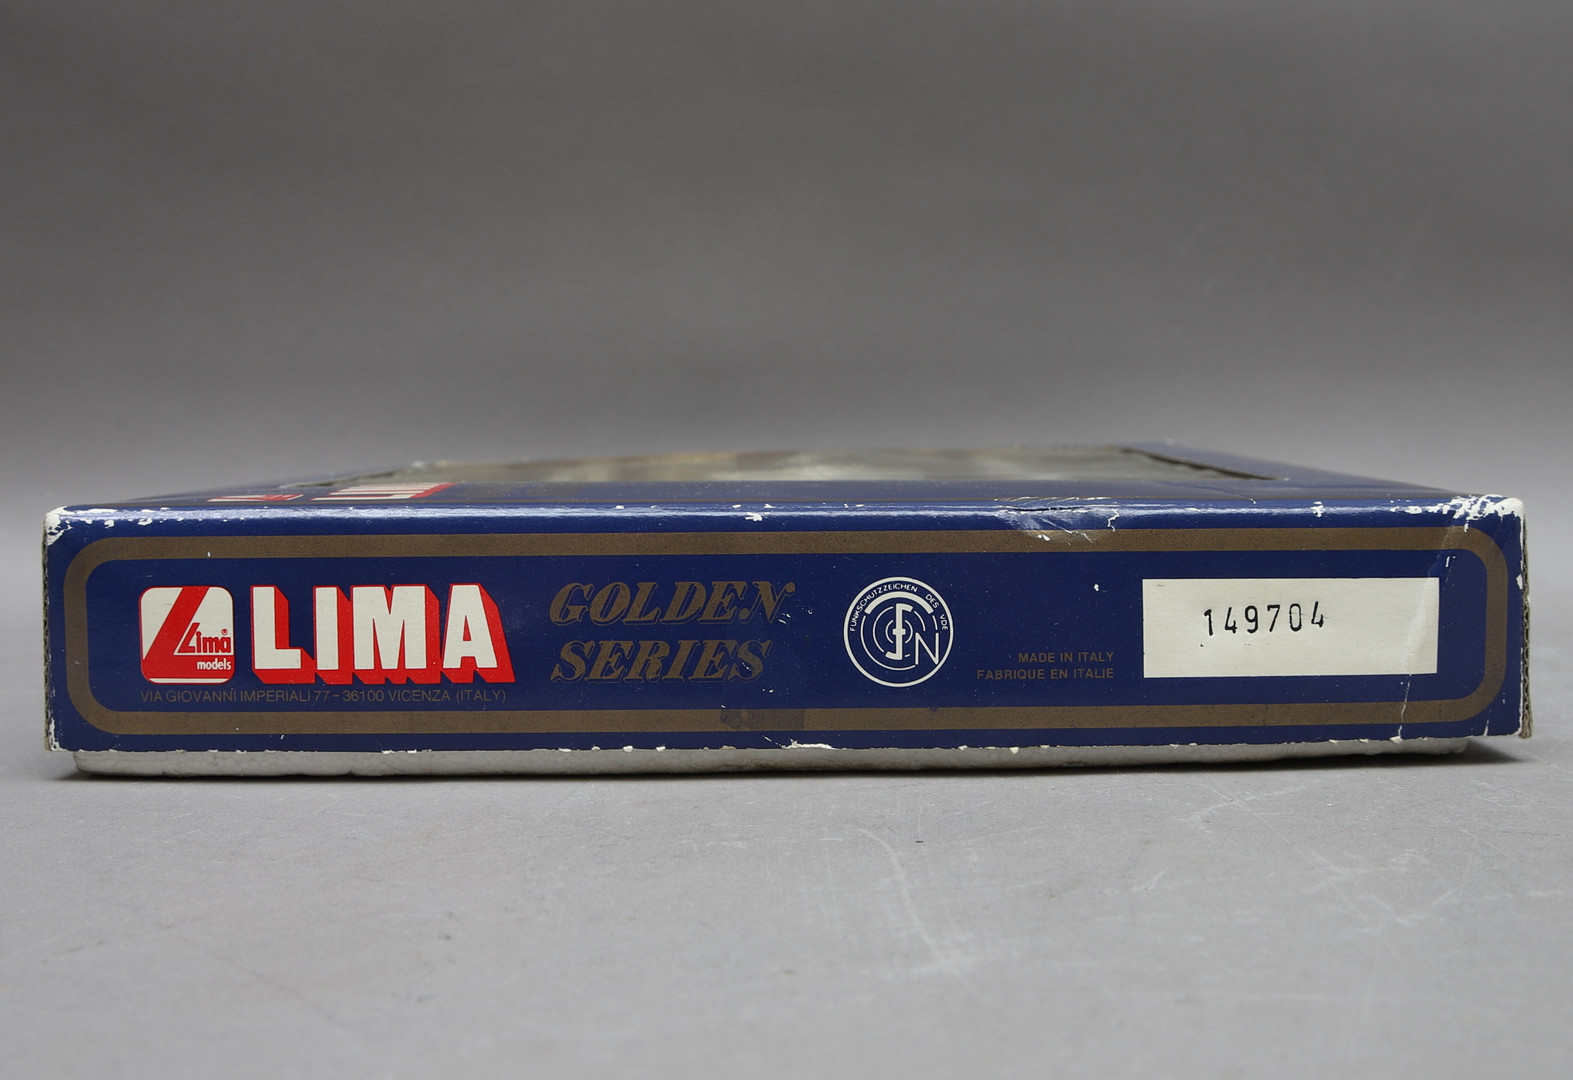 Lima®
models
LIMA
VIA GIOVANNI IMPERIALI 77 - 36100 VICENZA (ITALY)
GOLDEN
SERIES
FUNKSCHUTZZEICHEN DES VDE
F N
MADE IN ITALY
FABRIQUE EN ITALIE
149704